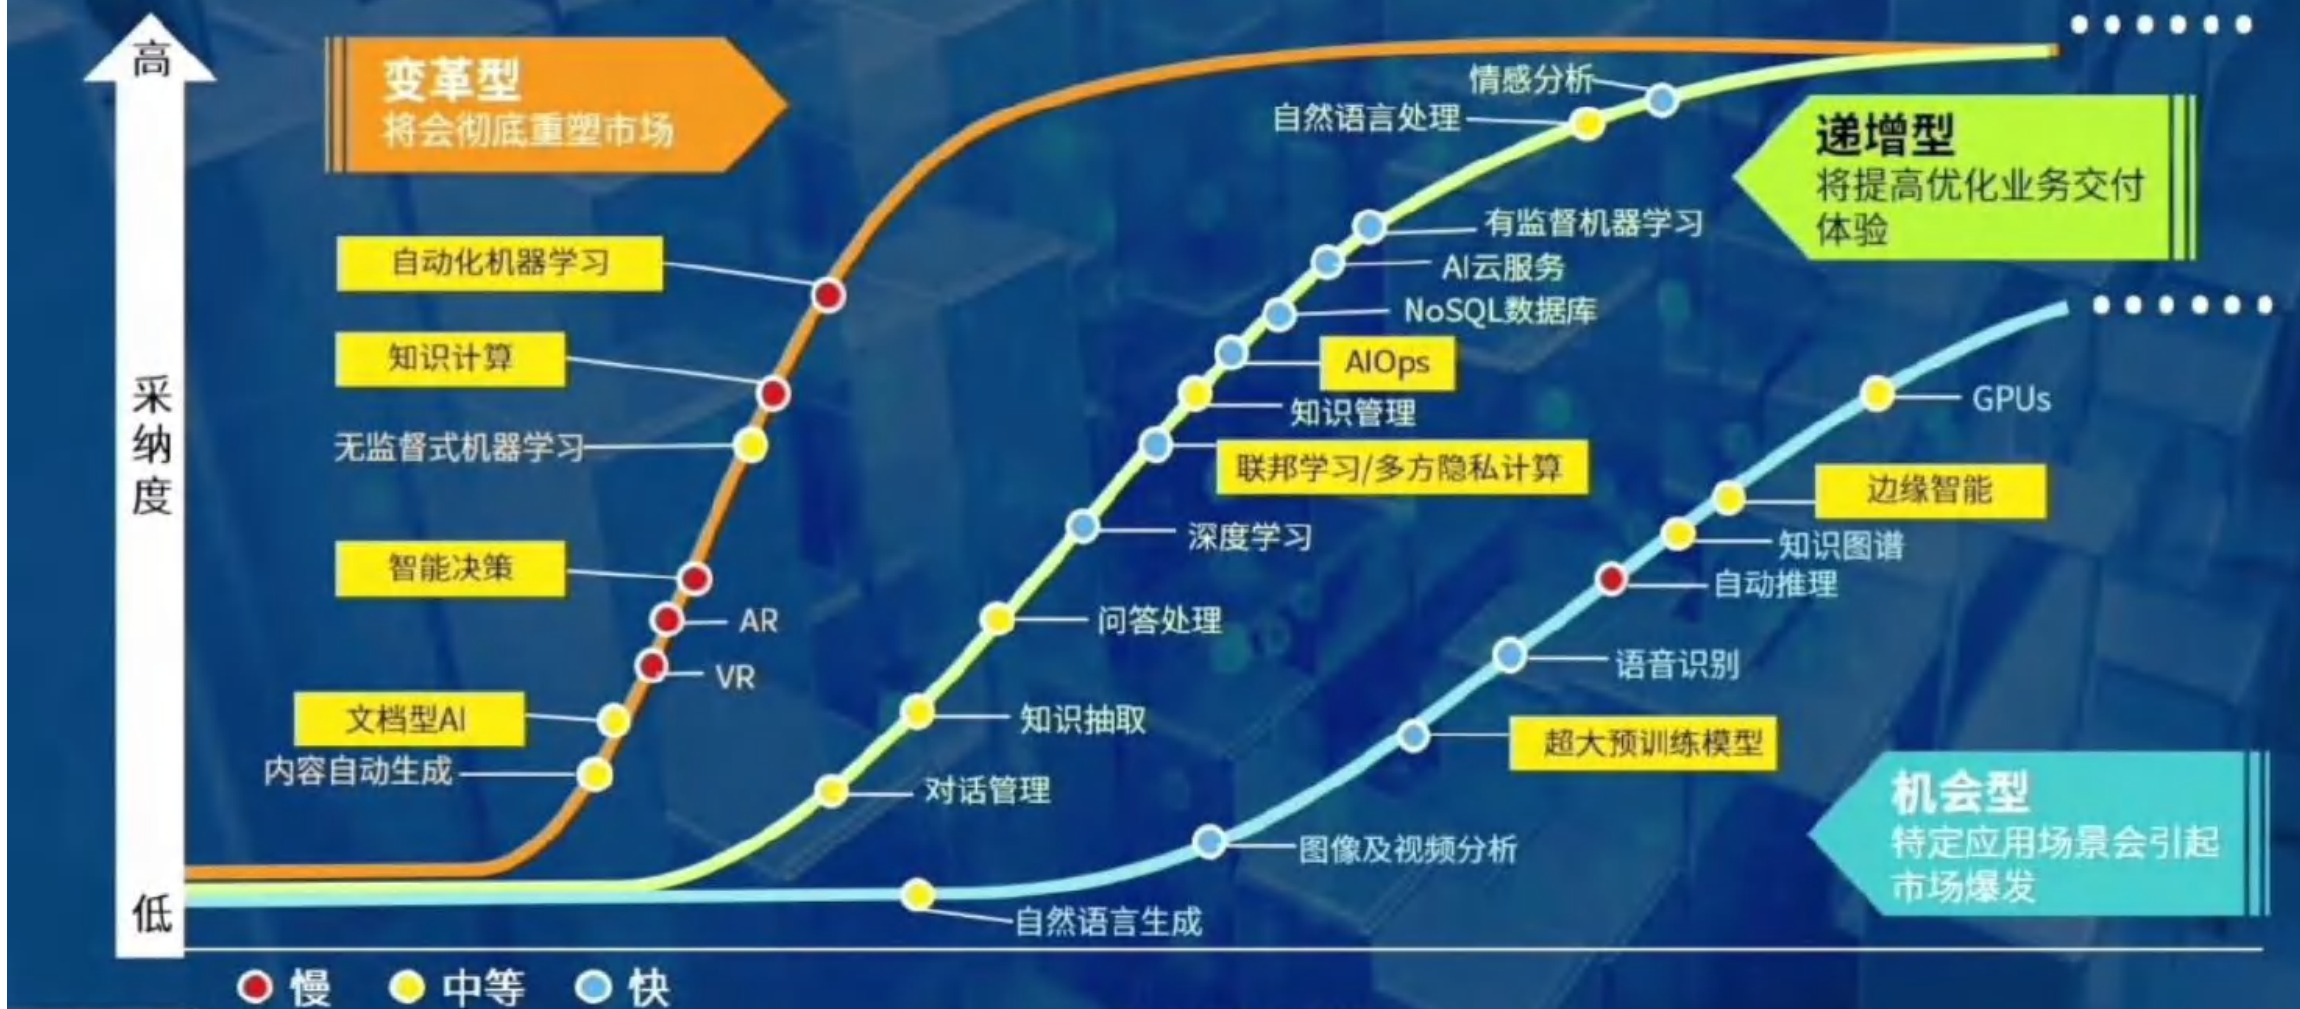 高
采
纳
度
低
变革型
将会彻底重塑市场
自动化机器学习
知识计算
无监督式机器学习
智能决策
AR
VR
文档型AI
内容自动生成
情感分析
自然语言处理
递增型
将提高优化业务交付
体验
有监督机器学习
AI云服务
NoSQL数据库
AIOps
知识管理
联邦学习/多方隐私计算
深度学习
问答处理
知识抽取
对话管理
GPUs
边缘智能
知识图谱
自动推理
语音识别
超大预训练模型
图像及视频分析
自然语言生成
机会型
特定应用场景会引起
市场爆发
慢
中等
快